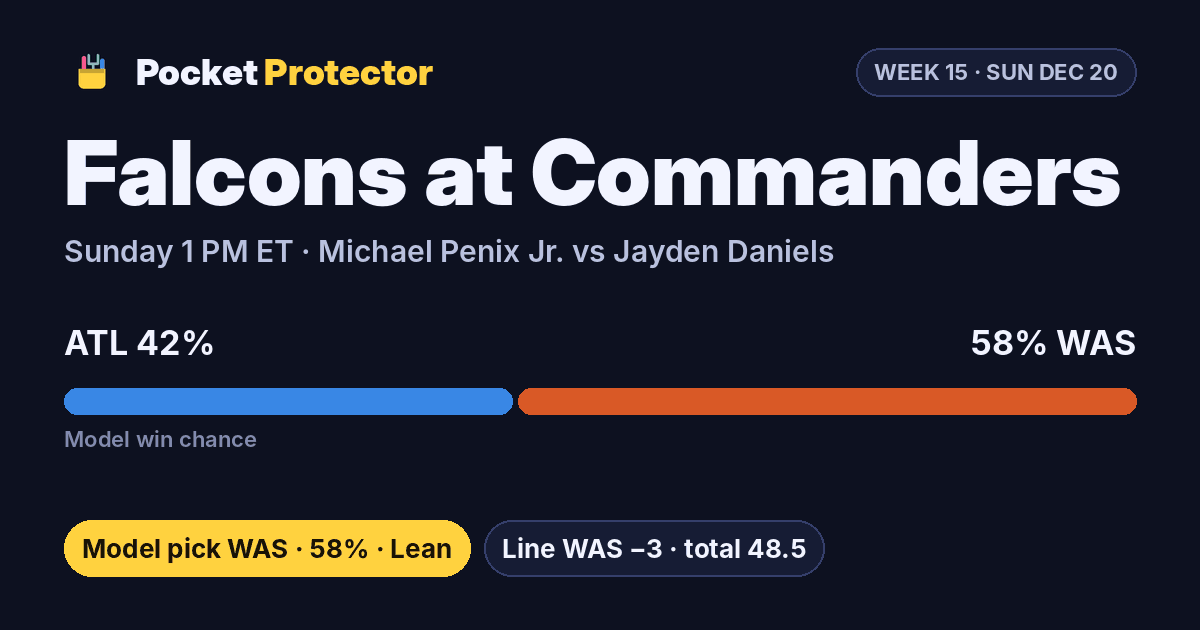 Pocket Protector
WEEK 15 · SUN DEC 20
Falcons at Commanders
Sunday 1 PM ET · Michael Penix Jr. vs Jayden Daniels
ATL 42%
58% WAS
Model win chance
Model pick WAS · 58% · Lean
Line WAS −3 · total 48.5